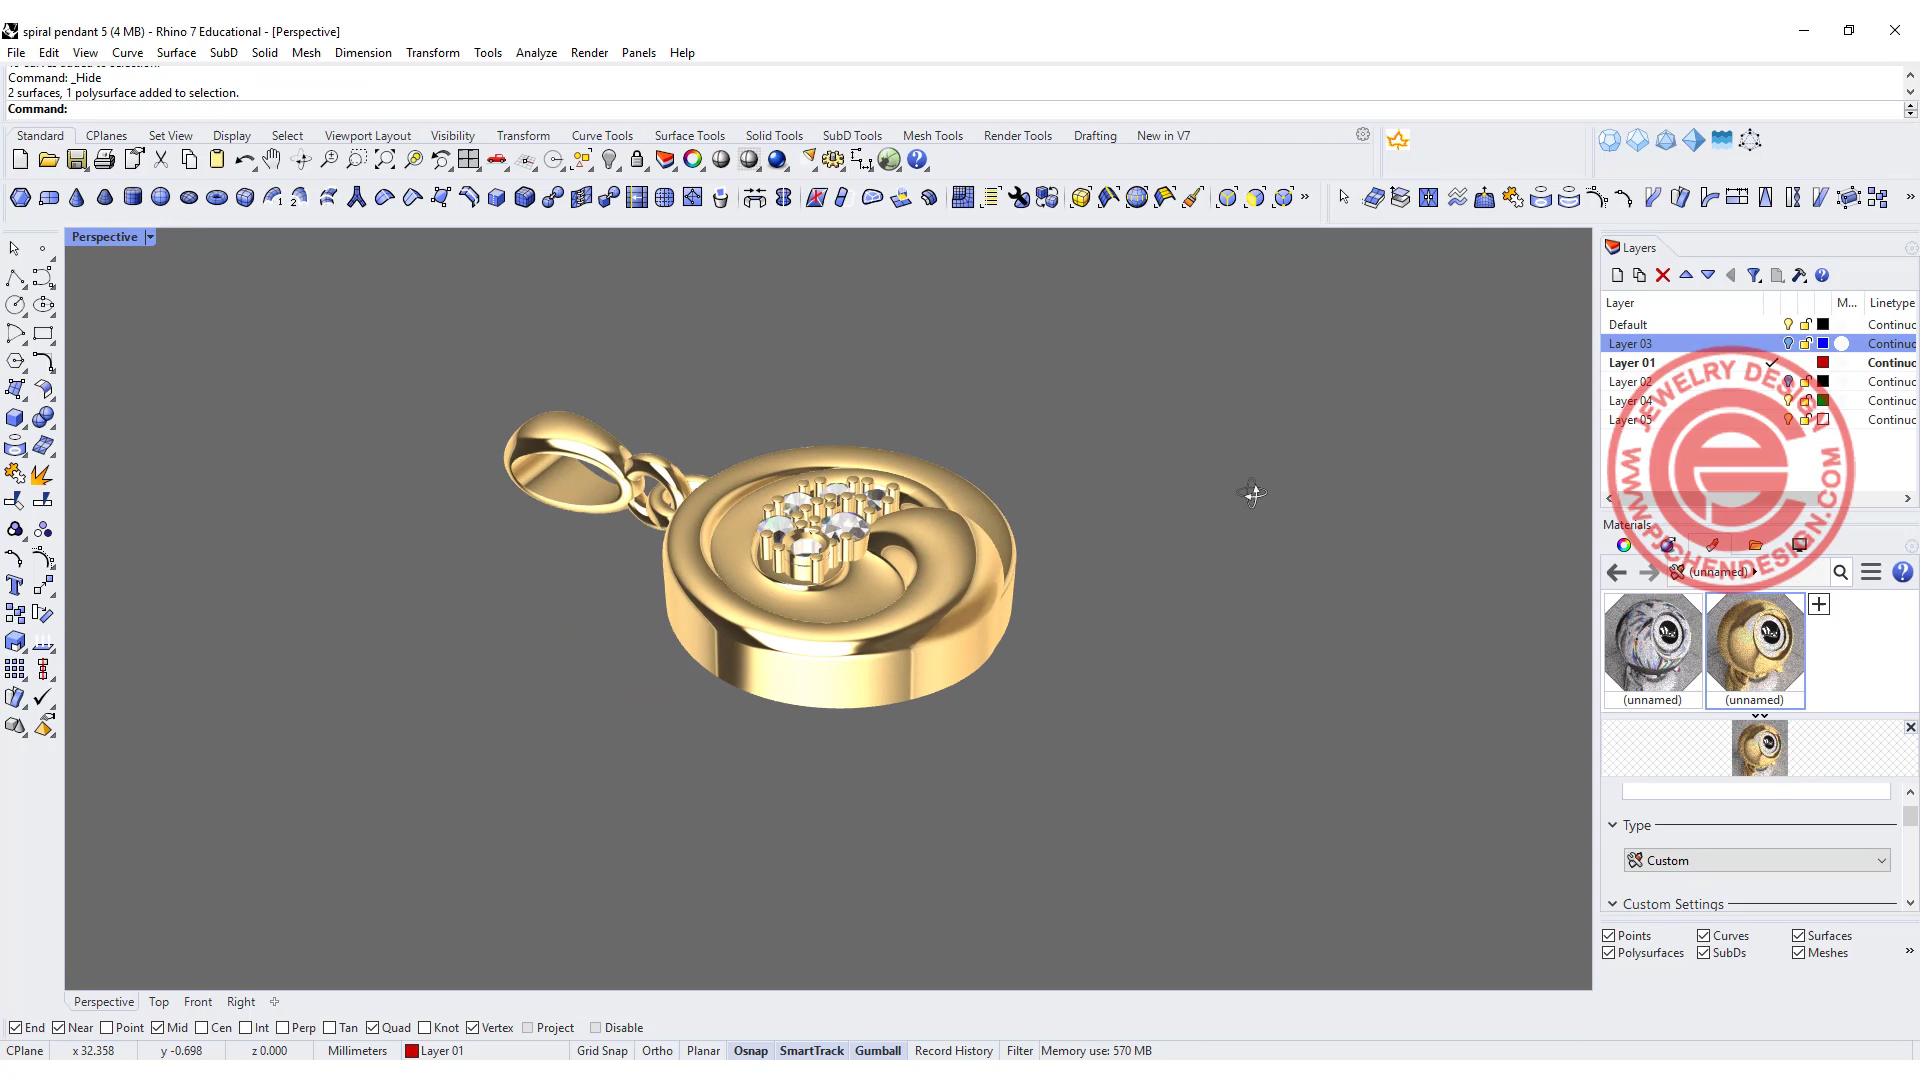 spiral pendant 5 (4 MB) - Rhino 7 Educational - [Perspective]
File Edit View Curve Surface SubD Solid Mesh Dimension Transform Tools Analyze Render Panels Help
Command: _Hide
2 surfaces, 1 polysurface added to selection.
Command:
Standard CPlanes Set View Display Select Viewport Layout Visibility Transform Curve Tools Surface Tools Solid Tools SubD Tools Mesh Tools Render Tools Drafting New in V7
Perspective
Layers
Layer M... Linetype
Default Continuc
Layer 03 Continuc
Layer 01 Continuc
Layer 02 Continuc
Layer 04 Continuc
Layer 05 Continuc
JEWELRY DESIGN
WWW.PJCHENDESIGN.COM
Materials
(unnamed)
(unnamed) (unnamed)
Type
Custom
Custom Settings
Points Curves Surfaces
Polysurfaces SubDs Meshes
Perspective Top Front Right
End Near Point Mid Cen Int Perp Tan Quad Knot Vertex Project Disable
CPlane x 32.358 y -0.698 z 0.000 Millimeters Layer 01 Grid Snap Ortho Planar Osnap SmartTrack Gumball Record History Filter Memory use: 570 MB